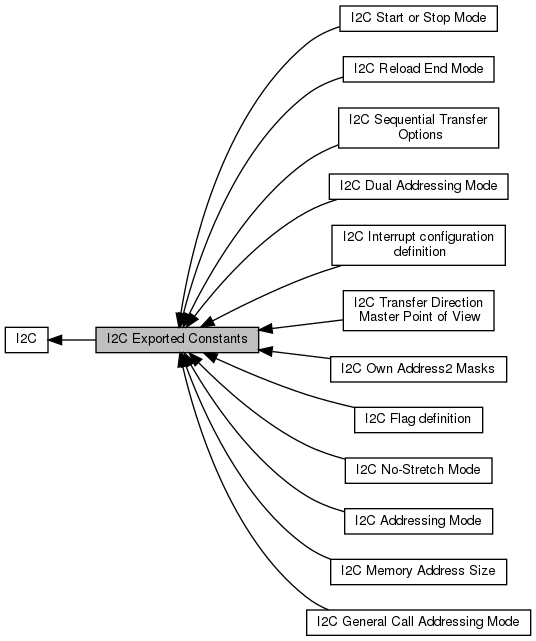 I2C Start or Stop Mode
I2C Reload End Mode
I2C Sequential Transfer
Options
I2C Dual Addressing Mode
I2C Interrupt configuration
definition
I2C Transfer Direction
Master Point of View
I2C
I2C Exported Constants
I2C Own Address2 Masks
I2C Flag definition
I2C No-Stretch Mode
I2C Addressing Mode
I2C Memory Address Size
I2C General Call Addressing Mode